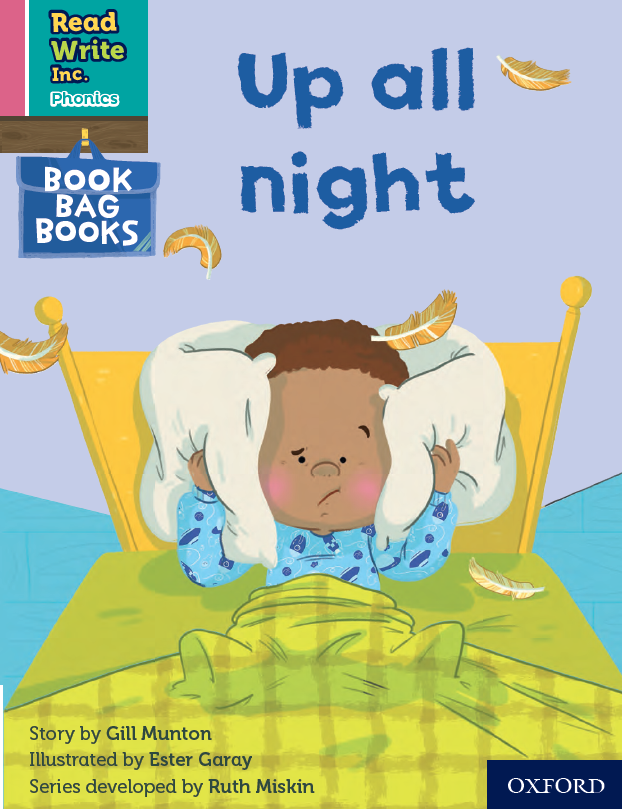 Read
Write
Inc.
Phonics
BOOK
BAG
BOOKS
Up all
night
Story by Gill Munton
Illustrated by Ester Garay
Series developed by Ruth Miskin
OXFORD